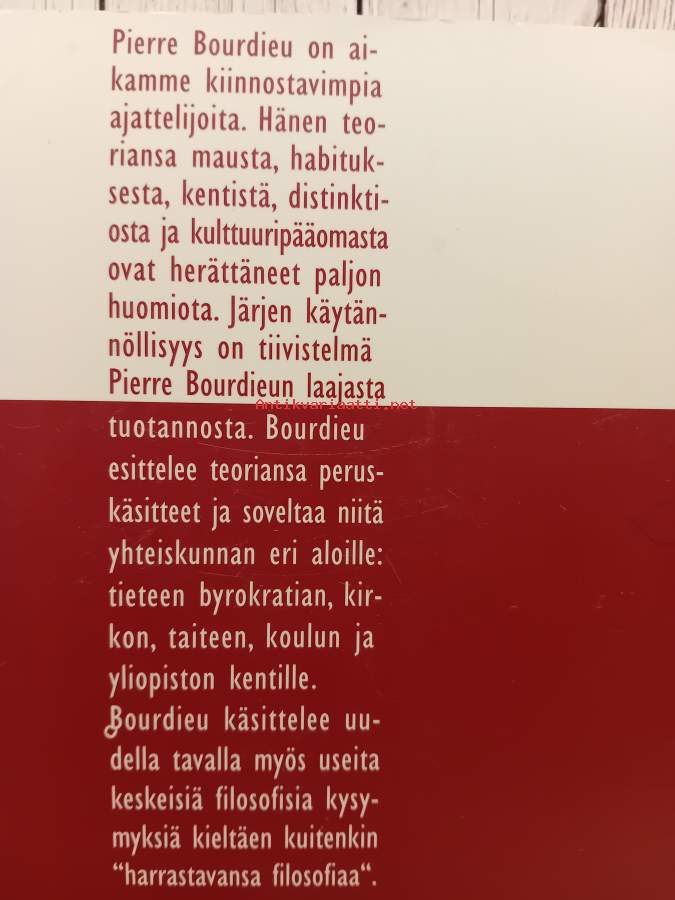 Pierre Bourdieu on ai-
kamme kiinnostavimpia
ajattelijoita. Hänen teo-
riansa mausta, habituk-
sesta, kentistä, distinkti-
osta ja kulttuuripääomasta
ovat herättäneet paljon
huomiota. Järjen käytän-
nöllisyys on tiivistelmä
Pierre Bourdieun laajasta
Antikvariaatti.net
tuotannosta. Bourdieu
esittelee teoriansa perus-
käsitteet ja soveltaa niitä
yhteiskunnan eri aloille:
tieteen byrokratian, kir-
kon, taiteen, koulun ja
yliopiston kentille.
Bourdieu käsittelee uu-
della tavalla myös useita
keskeisiä filosofisia kysy-
myksiä kieltäen kuitenkin
“harrastavansa filosofiaa“.